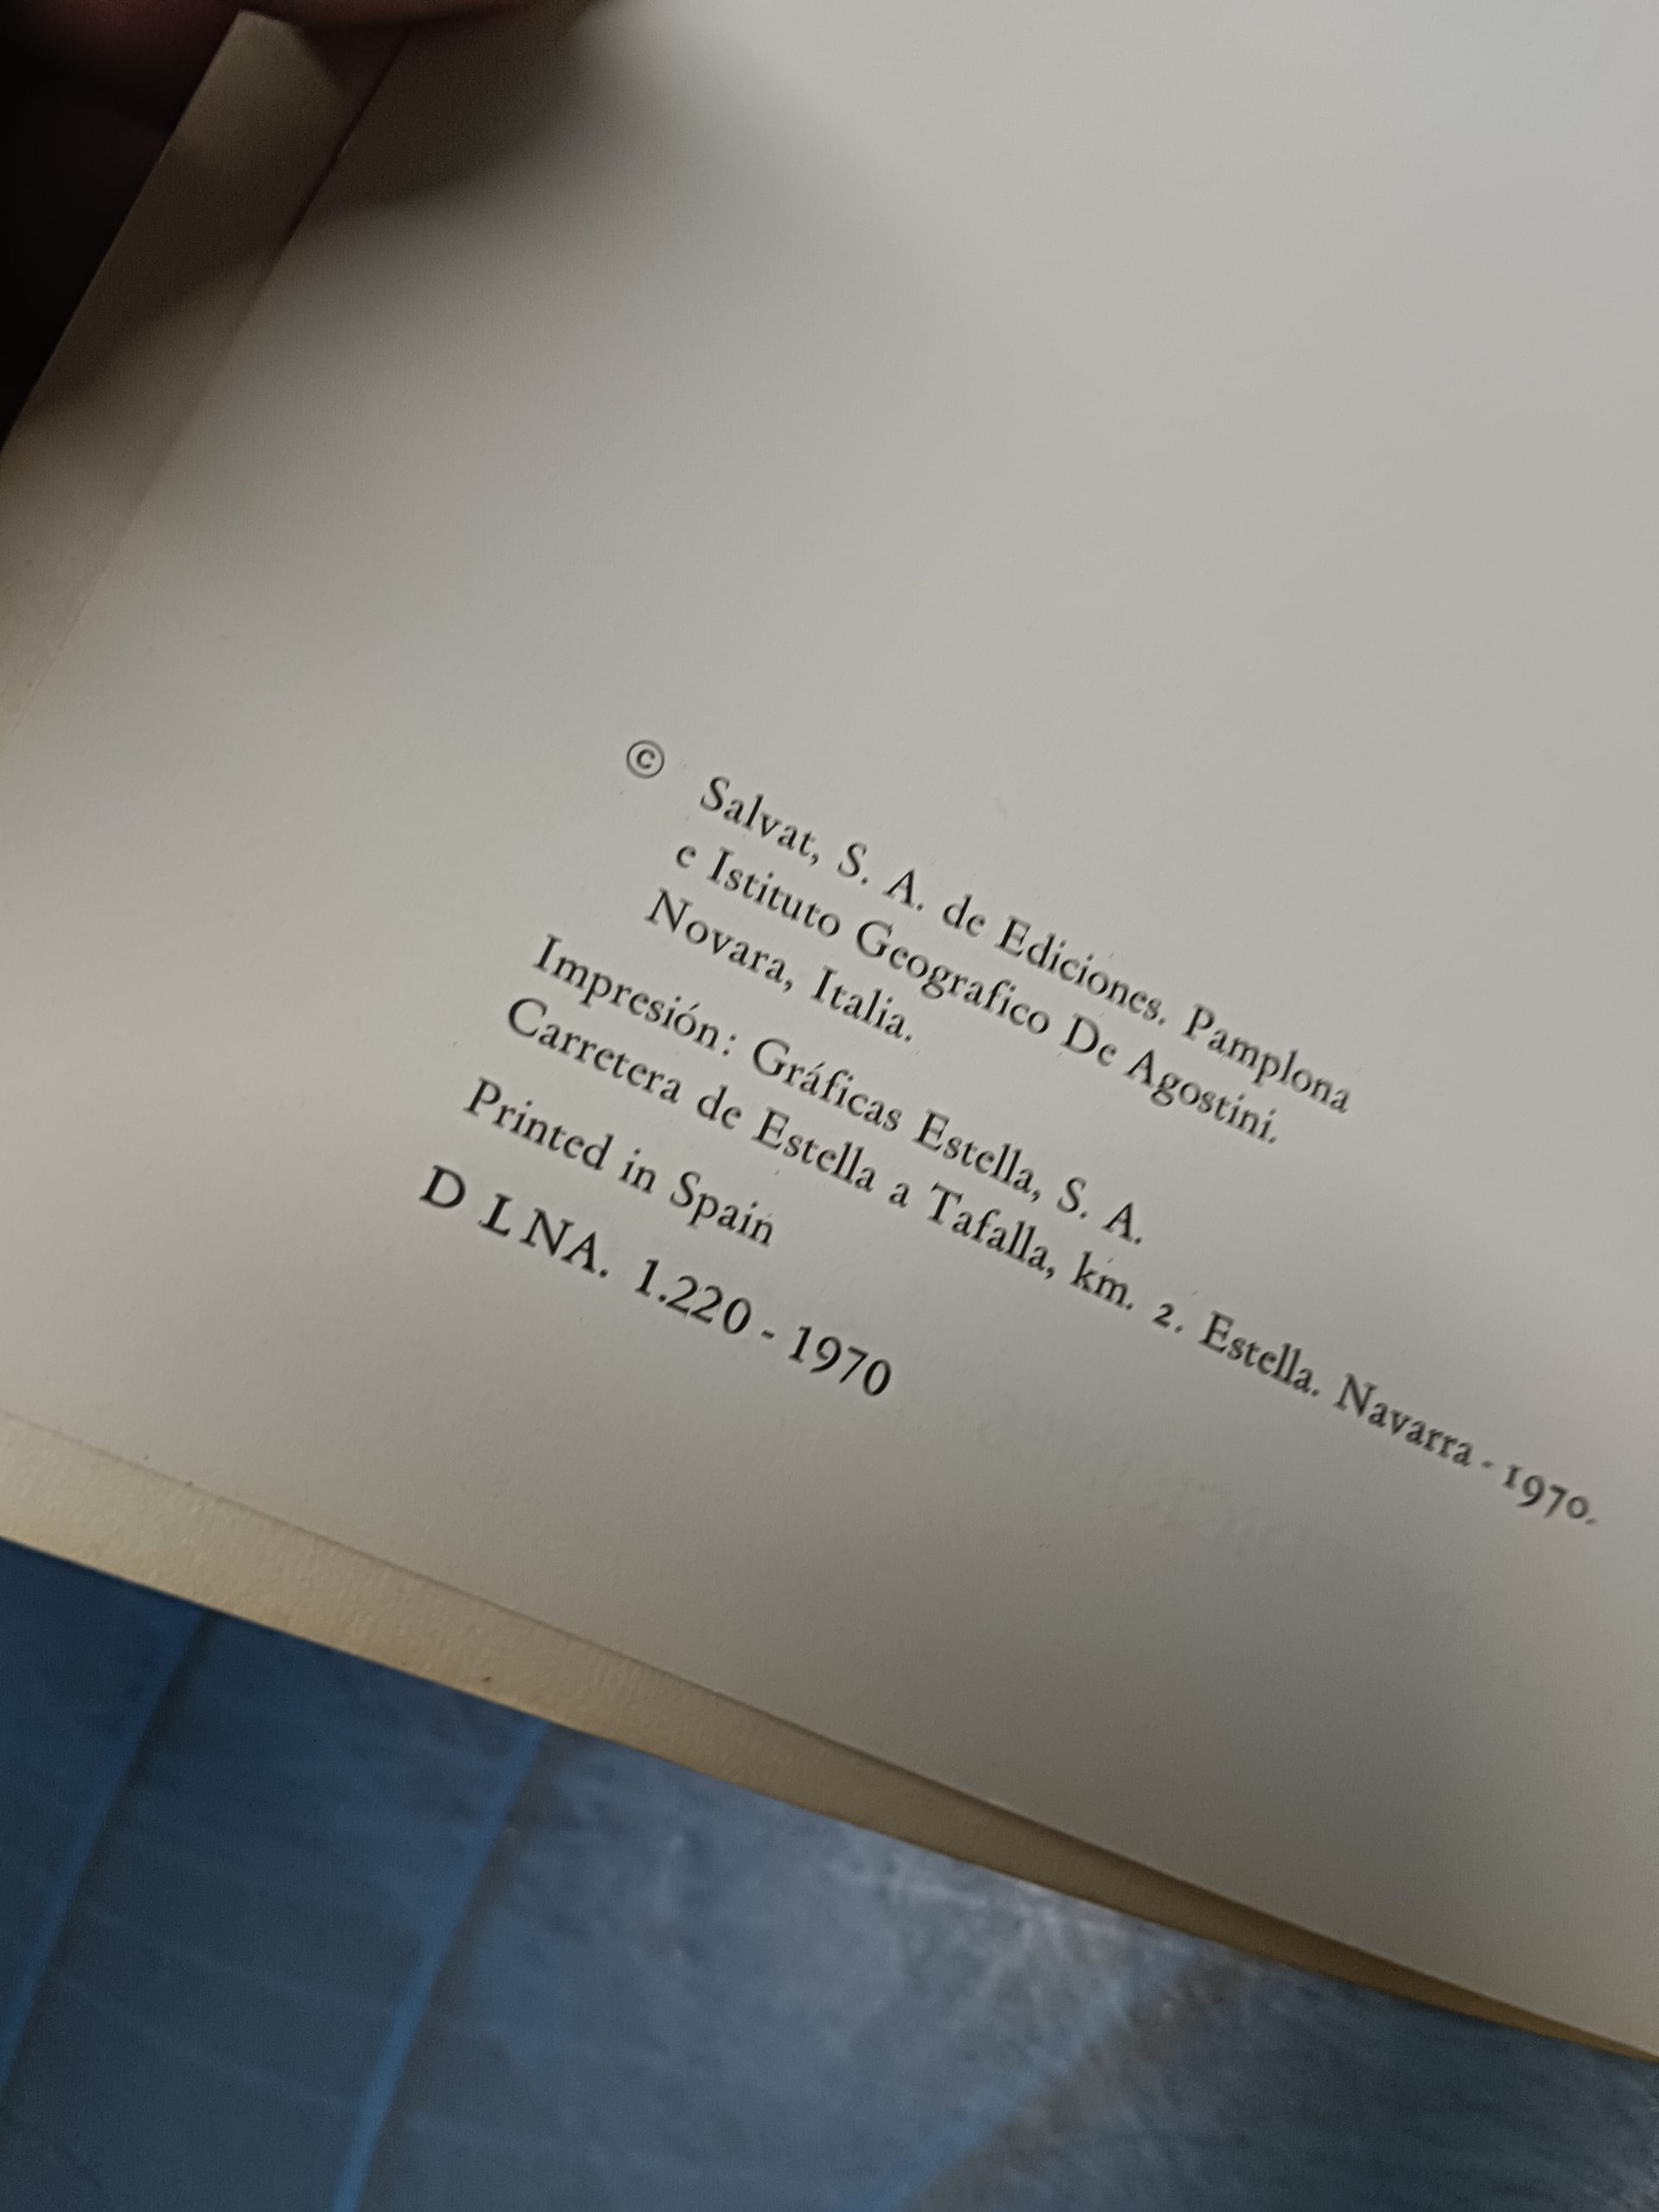 © Salvat, S. A. de Ediciones. Pamplona
e Istituto Geografico De Agostini.
Novara, Italia.
Impresión: Gráficas Estella, S. A.
Carretera de Estella a Tafalla, km. 2. Estella. Navarra - 1970.
Printed in Spain
D L NA. 1.220 - 1970